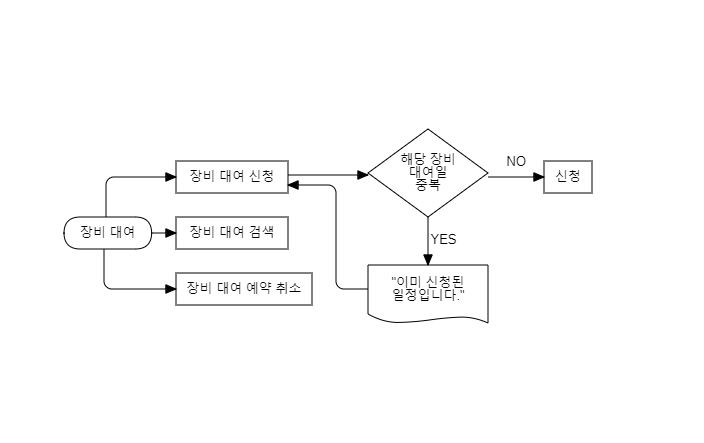 해당 장비
대여일
중복
NO
장비 대여 신청
신청
장비 대여
장비 대여 검색
YES
"이미 신청된
일정입니다."
장비 대여 예약 취소